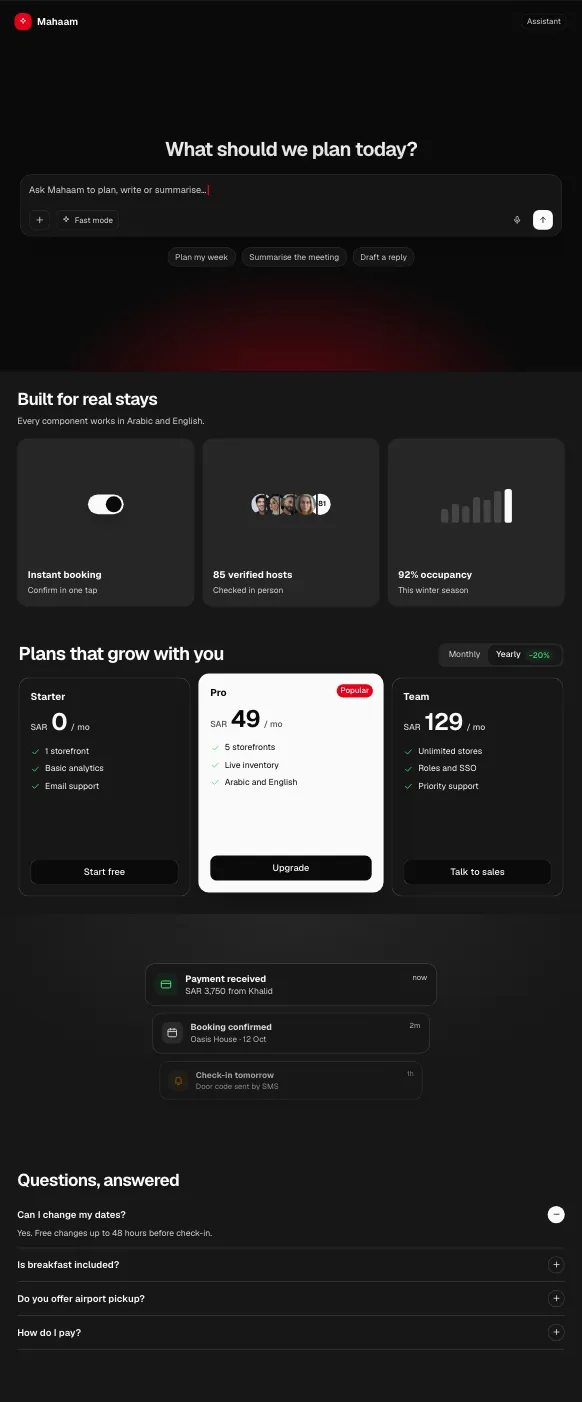 Mahaam
Assistant
What should we plan today?
Ask Mahaam to plan, write or summarise...
Fast mode
Plan my week
Summarise the meeting
Draft a reply
Built for real stays
Every component works in Arabic and English.
81
Instant booking
Confirm in one tap
85 verified hosts
Checked in person
92% occupancy
This winter season
Plans that grow with you
Monthly
Yearly
-20%
Starter
SAR 0 / mo
1 storefront
Basic analytics
Email support
Start free
Pro
Popular
SAR 49 / mo
5 storefronts
Live inventory
Arabic and English
Upgrade
Team
SAR 129 / mo
Unlimited stores
Roles and SSO
Priority support
Talk to sales
Payment received
now
SAR 3,750 from Khalid
Booking confirmed
2m
Oasis House · 12 Oct
Check-in tomorrow
1h
Door code sent by SMS
Questions, answered
Can I change my dates?
Yes. Free changes up to 48 hours before check-in.
Is breakfast included?
Do you offer airport pickup?
How do I pay?